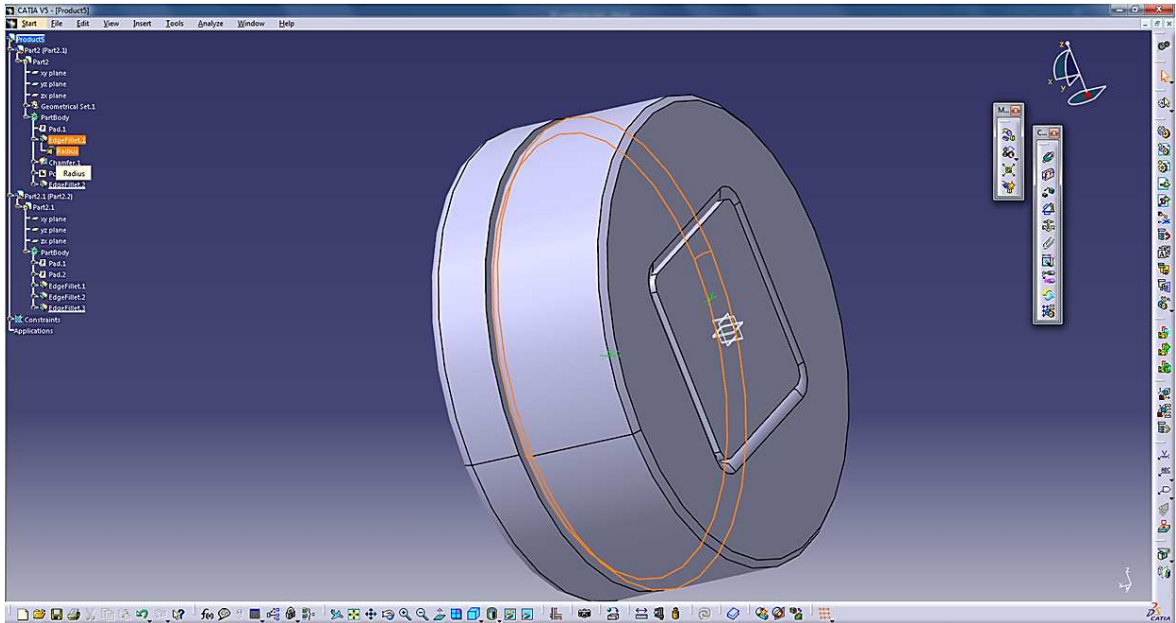 CATIA V5 - [Product5]
Start File Edit View Insert Tools Analyze Window Help
Product5
Part2 (Part2.1)
Part2
xy plane
yz plane
zx plane
Geometrical Set.1
PartBody
Pad.1
EdgeFillet.1
Radius
Chamfer.1
Po
Radius
EdgeFillet.2
Part2.1 (Part2.2)
Part2.1
xy plane
yz plane
zx plane
PartBody
Pad.1
Pad.2
EdgeFillet.1
EdgeFillet.2
EdgeFillet.3
Constraints
Applications
M...
C...
z
x
y
ABC
f(x)
CATIA